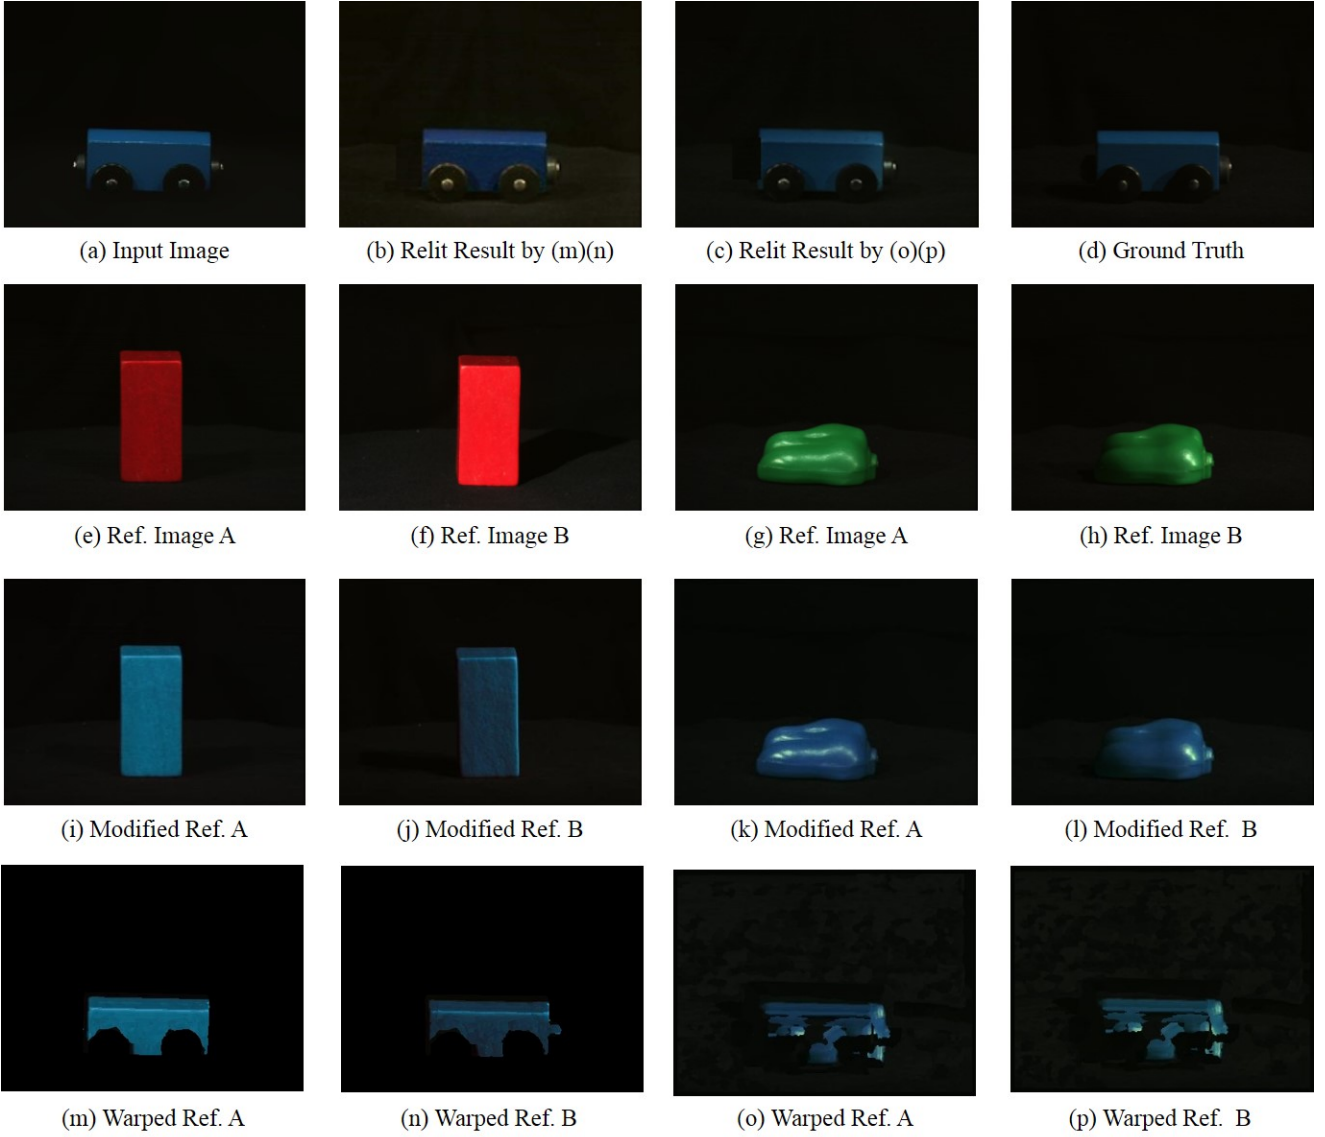 (a) Input Image
(b) Relit Result by (m)(n)
(c) Relit Result by (o)(p)
(d) Ground Truth
(e) Ref. Image A
(f) Ref. Image B
(g) Ref. Image A
(h) Ref. Image B
(i) Modified Ref. A
(j) Modified Ref. B
(k) Modified Ref. A
(l) Modified Ref.  B
(m) Warped Ref. A
(n) Warped Ref. B
(o) Warped Ref. A
(p) Warped Ref.  B